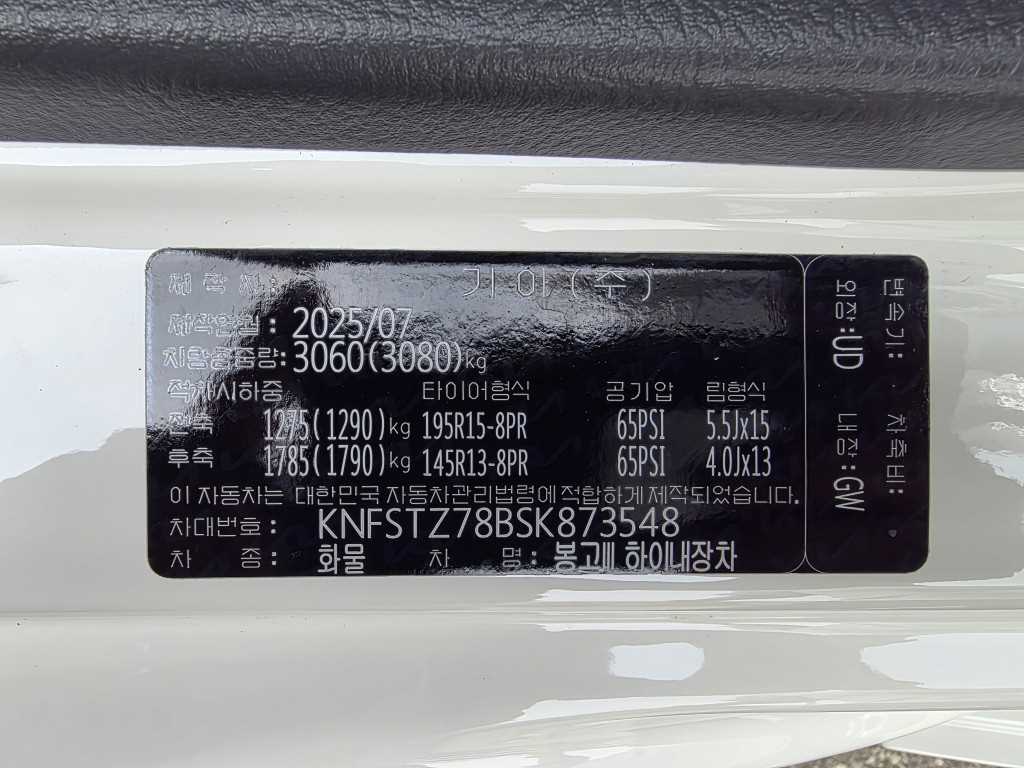 제작자: 기아(주)
제작연월: 2025/07
차량총중량: 3060(3080)kg
적차시하중 타이어형식 공기압 림형식
전축 1275(1290)kg 195R15-8PR 65PSI 5.5Jx15
후축 1785(1790)kg 145R13-8PR 65PSI 4.0Jx13
이 자동차는 대한민국 자동차관리법령에 적합하게 제작되었습니다.
차대번호: KNFSTZ78BSK873548
차 종: 화물 차 명: 봉고Ⅲ 하이내장차
변속기: 차축비:
외장:UD 내장:GW